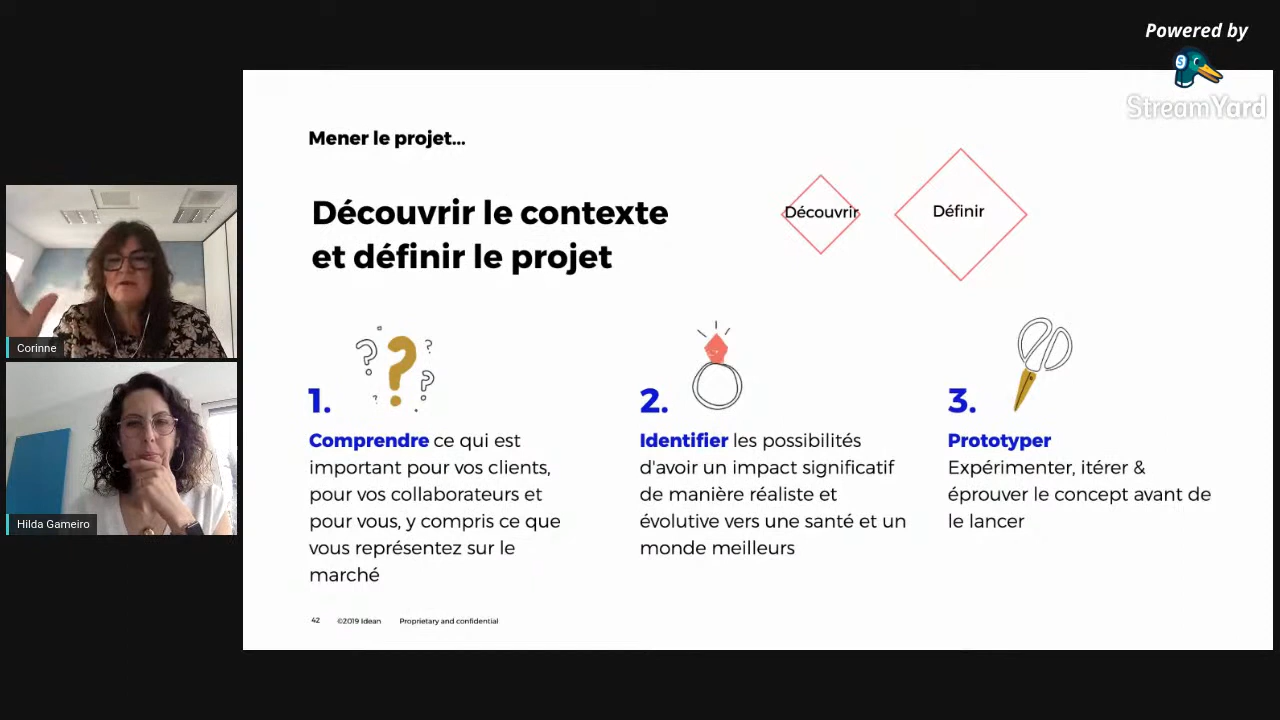 Powered by
StreamYard
Mener le projet...
Découvrir le contexte
et définir le projet
Découvrir
Définir
1.
Comprendre ce qui est
important pour vos clients,
pour vos collaborateurs et
pour vous, y compris ce que
vous représentez sur le
marché
2.
Identifier les possibilités
d'avoir un impact significatif
de manière réaliste et
évolutive vers une santé et un
monde meilleurs
3.
Prototyper
Expérimenter, itérer &
éprouver le concept avant de
le lancer
42 ©2019 Idean Proprietary and confidential
Corinne
Hilda Gameiro